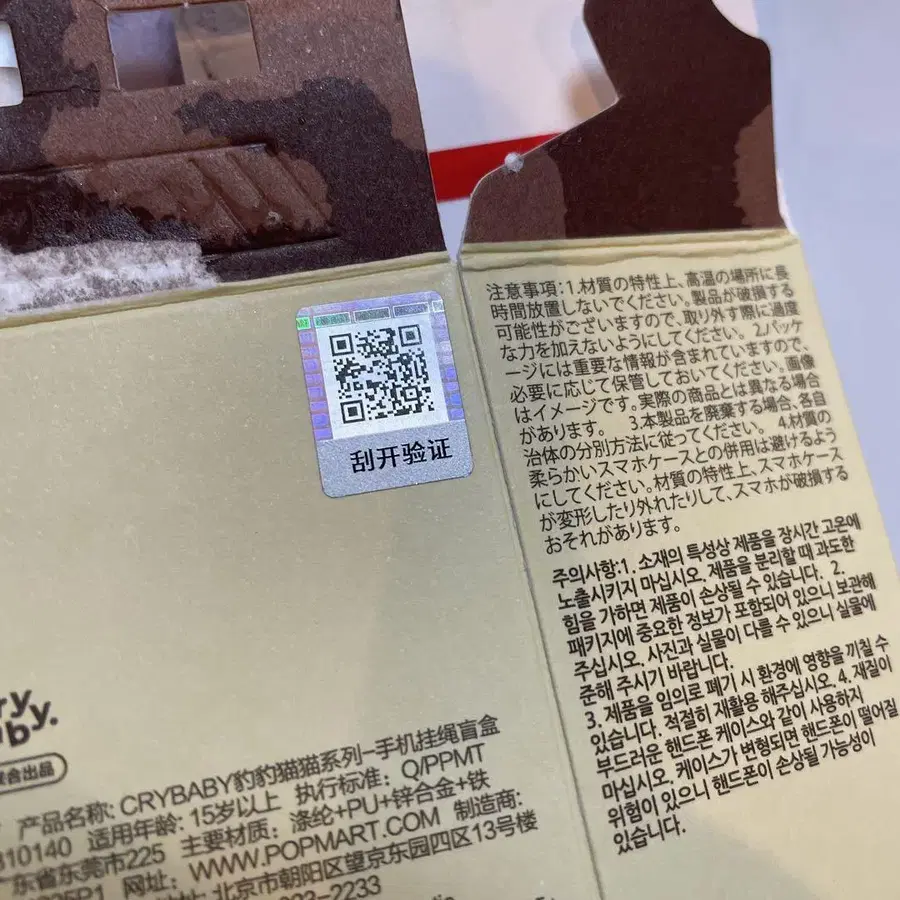 刮开验证
ry
by.
合出品
产品名称: CRYBABY豹豹猫猫系列-手机挂绳盲盒
810140 适用年龄: 15岁以上 执行标准: Q/PPMT
东省东莞市225 主要材质: 涤纶+PU+锌合金+铁
网址: WWW.POPMART.COM 制造商:
北京市朝阳区望京东园四区13号楼
-2233
注意事項:1.材質の特性上、高温の場所に長
時間放置しないでください。製品が破損する
可能性がございますので、取り外す際に過度
な力を加えないようにしてください。2.パッケ
ージには重要な情報が含まれていますので、
必要に応じて保管しておいてください。画像
はイメージです。実際の商品とは異なる場合
があります。 3.本製品を廃棄する場合、各自
治体の分別方法に従ってください。 4.材質の
柔らかいスマホケースとの併用は避けるよう
にしてください。材質の特性上、スマホケース
が変形したり外れたりして、スマホが破損する
おそれがあります。
주의사항:1. 소재의 특성상 제품을 장시간 고온에
노출시키지 마십시오. 제품을 분리할 때 과도한
힘을 가하면 제품이 손상될 수 있습니다. 2.
패키지에 중요한 정보가 포함되어 있으니 보관해
주십시오. 사진과 실물이 다를 수 있으니 실물에
준해 주시기 바랍니다.
3. 제품을 임의로 폐기 시 환경에 영향을 끼칠 수
있습니다. 적절히 재활용 해주십시오. 4. 재질이
부드러운 핸드폰 케이스와 같이 사용하지
마십시오. 케이스가 변형되면 핸드폰이 떨어질
위험이 있으니 핸드폰이 손상될 가능성이
있습니다.